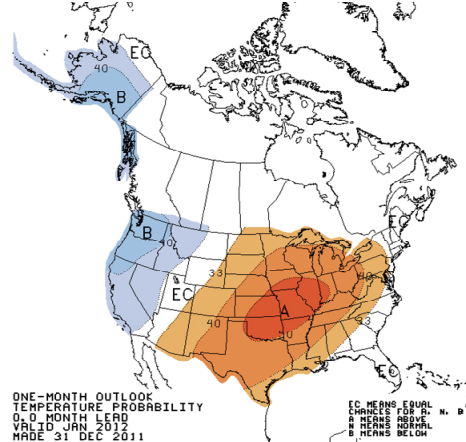 EC
40
B
B
40
33
EC
A
40
40
33
E
50
EC
ONE-MONTH OUTLOOK
TEMPERATURE PROBABILITY
0.0 MONTH LEAD
VALID JAN 2012
MADE 31 DEC 2011
EC MEANS EQUAL
CHANCES FOR A, N, B
A MEANS ABOVE
N MEANS NORMAL
B MEANS BELOW